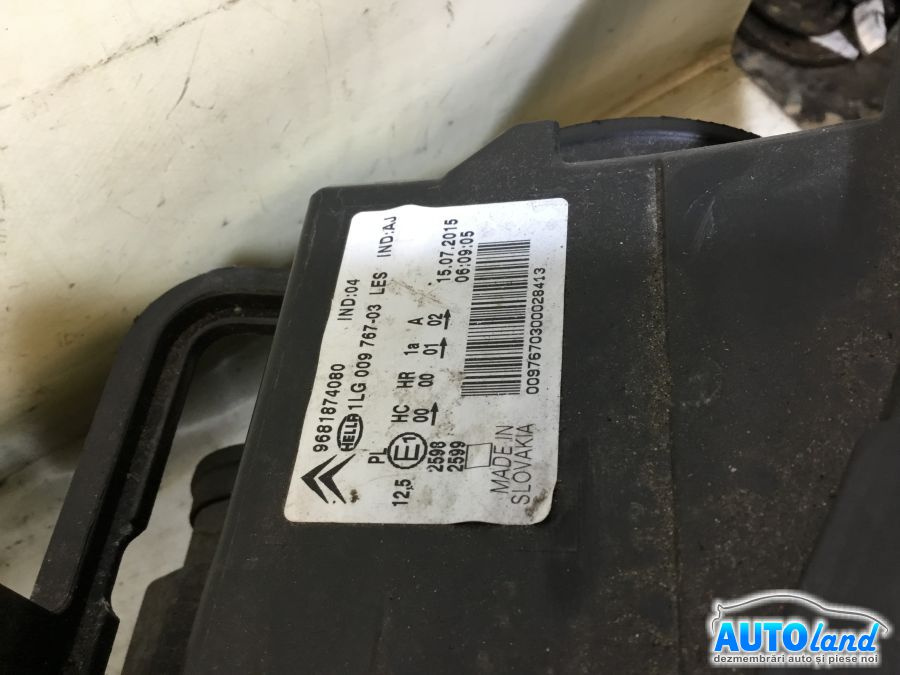 9681874080 IND:04
HELLA 1LG 009 767-03 LES IND:AJ
PL HC HR 1a A
12,5 E1 00 00 01 02
2598
2599
15.07.2015
06:09:05
MADE IN
SLOVAKIA
0097670300028413
AUTOland
dezmembrări auto și piese noi